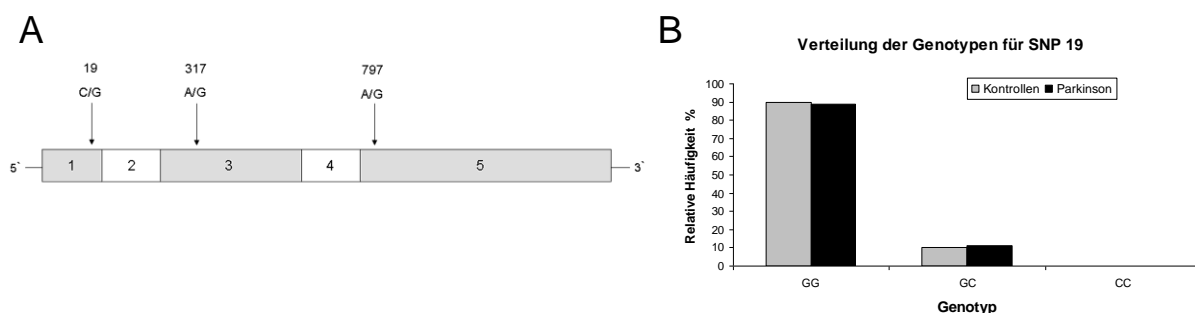 A
19
317
797
C/G
A/G
A/G
5`
1
2
3
4
5
3`
B
Verteilung der Genotypen für SNP 19
Kontrollen
Parkinson
Relative Häufigkeit %
100
90
80
70
60
50
40
30
20
10
0
GG
GC
CC
Genotyp